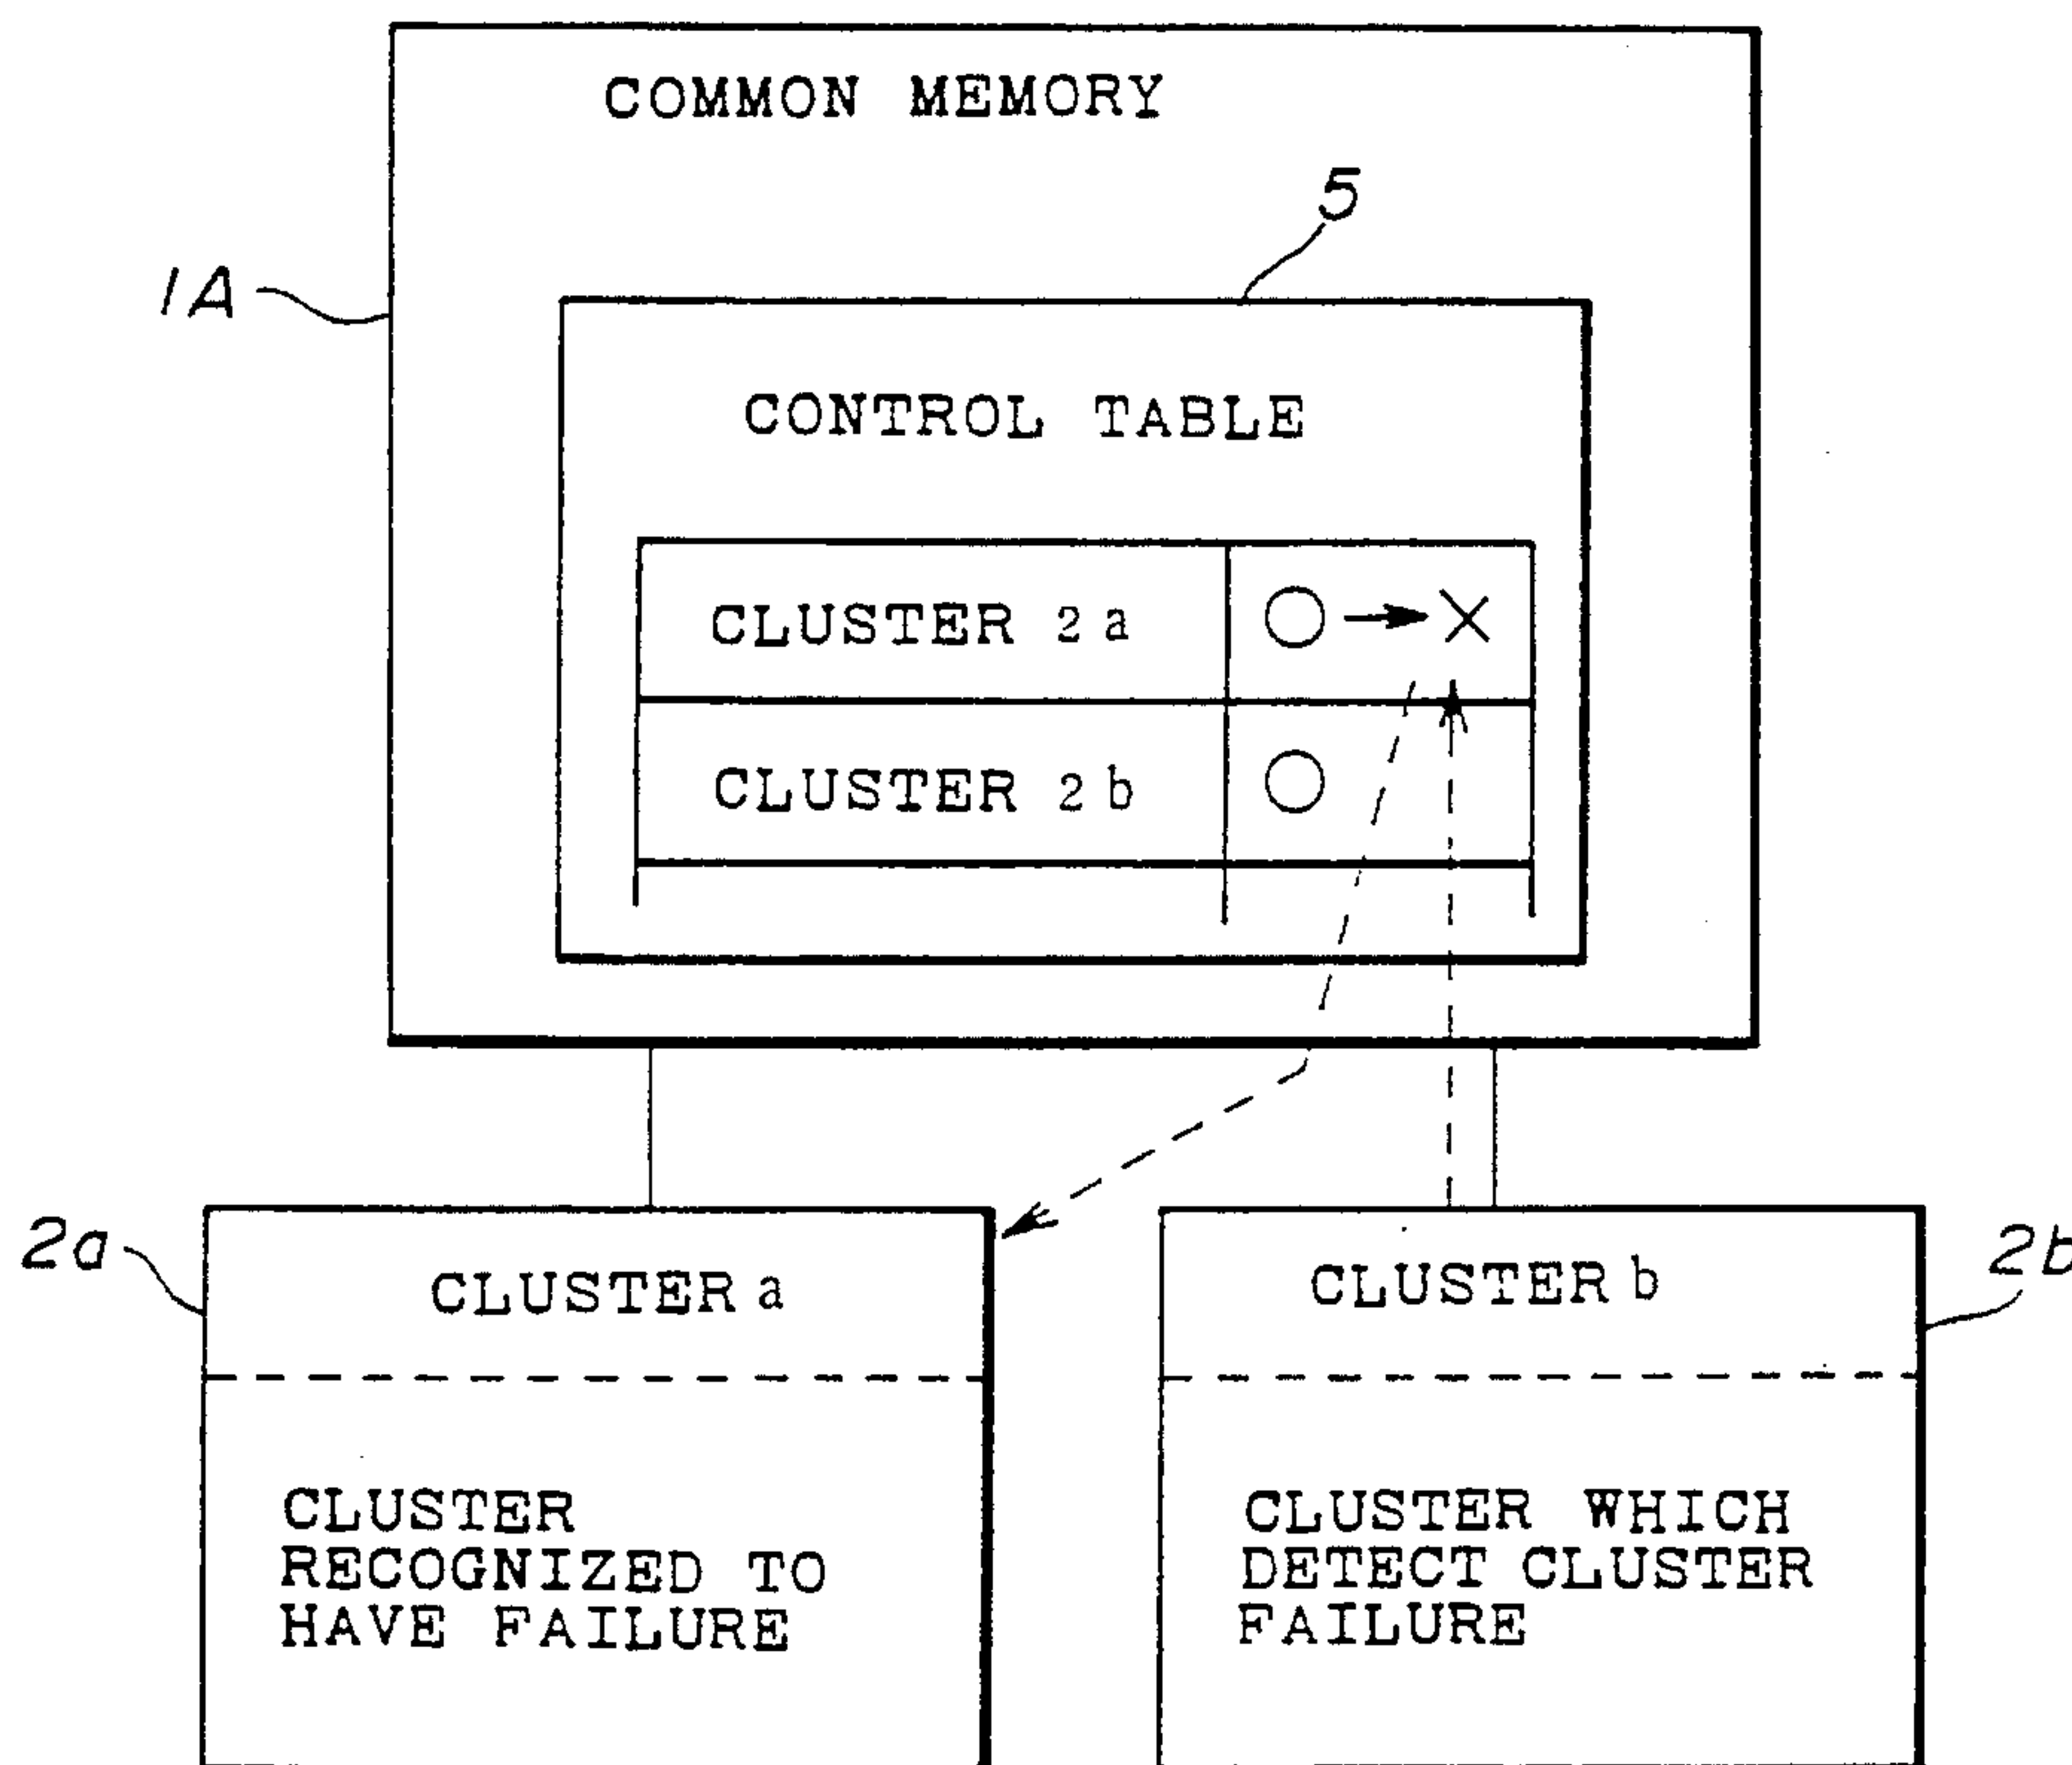 COMMON MEMORY
5
1A
CONTROL TABLE
CLUSTER 2a ○→×
CLUSTER 2b ○
2a
CLUSTER a
CLUSTER b
2b
CLUSTER
RECOGNIZED TO
HAVE FAILURE
CLUSTER WHICH
DETECT CLUSTER
FAILURE